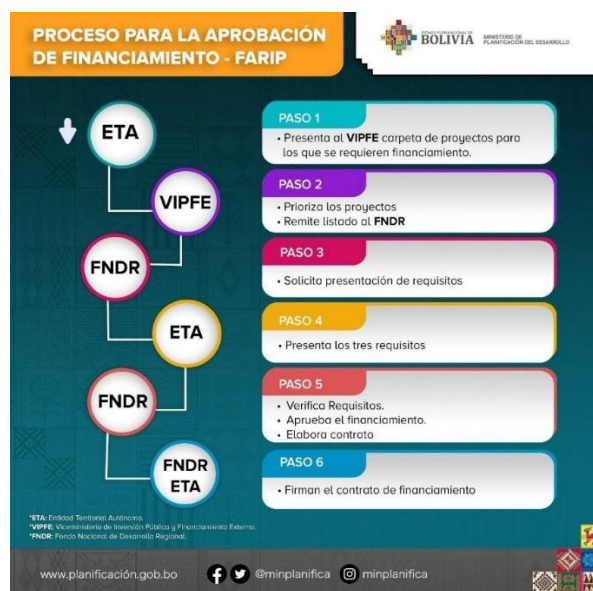 PROCESO PARA LA APROBACIÓN
DE FINANCIAMIENTO - FARIP
ESTADO PLURINACIONAL DE
BOLIVIA
MINISTERIO DE
PLANIFICACIÓN DEL DESARROLLO
ETA
PASO 1
• Presenta al VIPFE carpeta de proyectos para
los que se requieren financiamiento.
VIPFE
PASO 2
• Prioriza los proyectos
• Remite listado al FNDR
FNDR
PASO 3
• Solicita presentación de requisitos
ETA
PASO 4
• Presenta los tres requisitos
FNDR
PASO 5
• Verifica Requisitos.
• Aprueba el financiamiento.
• Elabora contrato
FNDR
ETA
PASO 6
• Firman el contrato de financiamiento
*ETA: Entidad Territorial Autónoma.
*VIPFE: Viceministerio de Inversión Pública y Financiamiento Externo.
*FNDR: Fondo Nacional de Desarrollo Regional.
www.planificación.gob.bo
@minplanifica
minplanifica